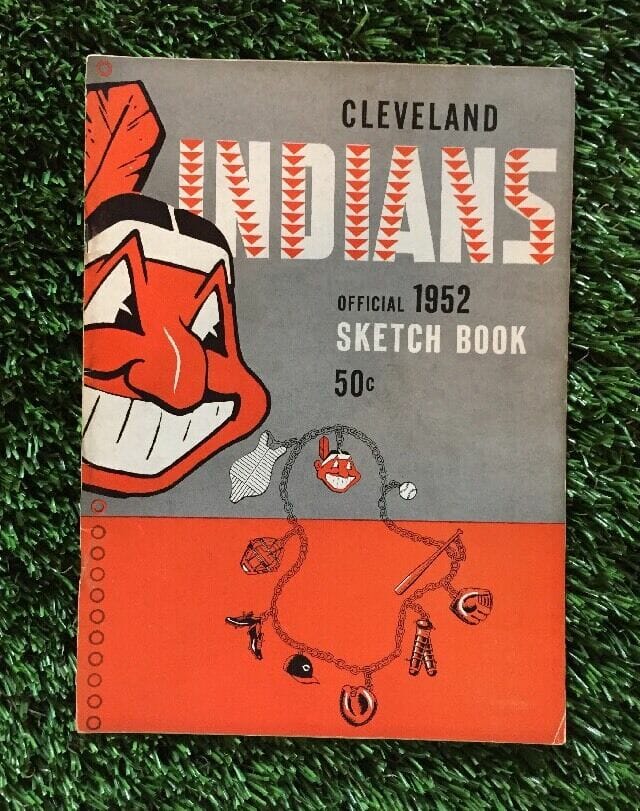 CLEVELAND
INDIANS
OFFICIAL 1952
SKETCH BOOK
50c